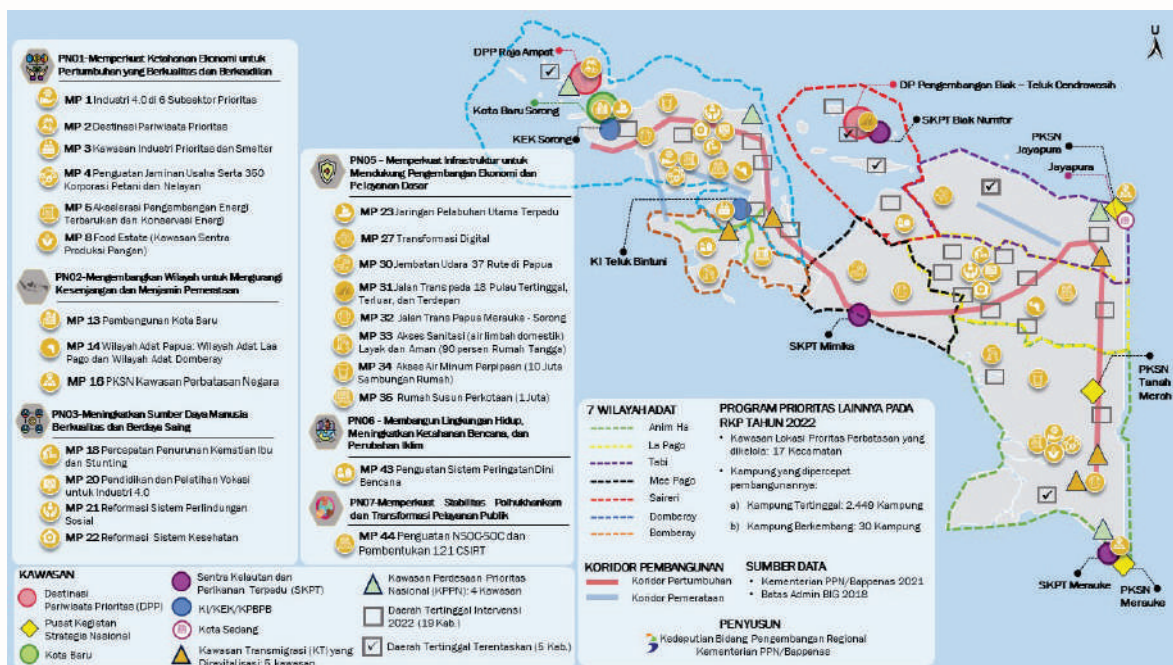 PN01-Memperkuat Ketahanan Ekonomi untuk
Pertumbuhan yang Berkualitas dan Berkeadilan
MP 1 Industri 4.0 di 6 Subsektor Prioritas
MP 2 Destinasi Pariwisata Prioritas
MP 3 Kawasan Industri Prioritas dan Smelter
MP 4 Penguatan Jaminan Usaha Serta 350
Korporasi Petani dan Nelayan
MP 5 Akselerasi Pengembangan Energi
Terbarukan dan Konservasi Energi
MP 8 Food Estate (Kawasan Sentra
Produksi Pangan)
PN02-Mengembangkan Wilayah untuk Mengurangi
Kesenjangan dan Menjamin Pemerataan
MP 13 Pembangunan Kota Baru
MP 14 Wilayah Adat Papua: Wilayah Adat Laa
Pago dan Wilayah Adat Domberay
MP 16 PKSN Kawasan Perbatasan Negara
PN03-Meningkatkan Sumber Daya Manusia
Berkualitas dan Berdaya Saing
MP 18 Percepatan Penurunan Kematian Ibu
dan Stunting
MP 20 Pendidikan dan Pelatihan Vokasi
untuk Industri 4.0
MP 21 Reformasi Sistem Perlindungan
Sosial
MP 22 Reformasi Sistem Kesehatan
PN05 - Memperkuat Infrastruktur untuk
Mendukung Pengembangan Ekonomi dan
Pelayanan Dasar
MP 23 Jaringan Pelabuhan Utama Terpadu
MP 27 Transformasi Digital
MP 30 Jembatan Udara 37 Rute di Papua
MP 31 Jalan Trans pada 18 Pulau Tertinggal,
Terluar, dan Terdepan
MP 32 Jalan Trans Papua Merauke - Sorong
MP 33 Akses Sanitasi (air limbah domestik)
Layak dan Aman (90 persen Rumah Tangga)
MP 34 Akses Air Minum Perpipaan (10 Juta
Sambungan Rumah)
MP 36 Rumah Susun Perkotaan (1 Juta)
PN06 - Membangun Lingkungan Hidup,
Meningkatkan Ketahanan Bencana, dan
Perubahan Iklim
MP 43 Penguatan Sistem Peringatan Dini
Bencana
PN07-Memperkuat Stabilitas Polhukhankam
dan Transformasi Pelayanan Publik
MP 44 Penguatan NSOC-SOC dan
Pembentukan 121 CSIRT
DPP Raja Ampat
Kota Baru Sorong
KEK Sorong
KI Teluk Bintuni
DP Pengembangan Biak - Teluk Cendrawasih
SKPT Biak Numfor
PKSN
Jayapura
Jayapura
SKPT Mimika
PKSN
Tanah
Merah
SKPT Merauke
PKSN
Merauke
U
7 WILAYAH ADAT
Anim Ha
La Pago
Tabi
Mee Pago
Saireri
Domberay
Bomberay
KORIDOR PEMBANGUNAN
Koridor Pertumbuhan
Koridor Pemerataan
PROGRAM PRIORITAS LAINNYA PADA
RKP TAHUN 2022
• Kawasan Lokasi Prioritas Perbatasan yang
dikelola: 17 Kecamatan
• Kampung yang dipercepat
pembangunannya:
a) Kampung Tertinggal: 2.449 Kampung
b) Kampung Berkembang: 30 Kampung
SUMBER DATA
• Kementerian PPN/Bappenas 2021
• Batas Admin BIG 2018
PENYUSUN
Kedeputian Bidang Pengembangan Regional
Kementerian PPN/Bappenas
KAWASAN
Destinasi
Pariwisata Prioritas (DPP)
Pusat Kegiatan
Strategis Nasional
Kota Baru
Sentra Kelautan dan
Perikanan Terpadu (SKPT)
KI/KEK/KPBPB
Kota Sedang
Kawasan Transmigrasi (KT) yang
Direvitalisasi: 5 kawasan
Kawasan Perdesaan Prioritas
Nasional (KPPN): 4 Kawasan
Daerah Tertinggal Intervensi
2022 (19 Kab.)
Daerah Tertinggal Terentaskan (5 Kab.)